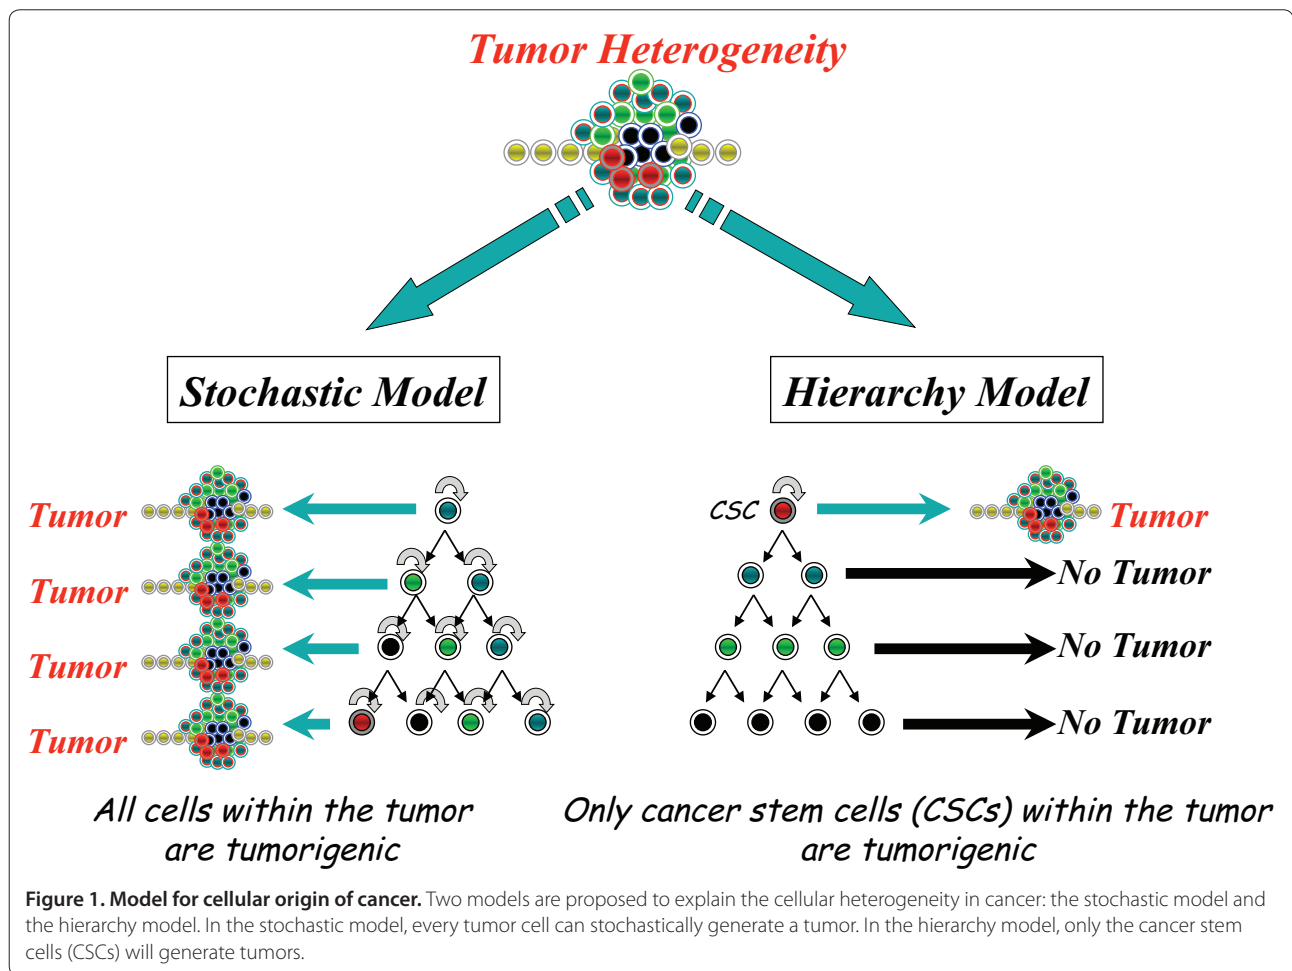 Tumor Heterogeneity
Stochastic Model
Hierarchy Model
Tumor
Tumor
Tumor
Tumor
CSC
Tumor
No Tumor
No Tumor
No Tumor
All cells within the tumor
are tumorigenic
Only cancer stem cells (CSCs) within the tumor
are tumorigenic
Figure 1. Model for cellular origin of cancer. Two models are proposed to explain the cellular heterogeneity in cancer: the stochastic model and
the hierarchy model. In the stochastic model, every tumor cell can stochastically generate a tumor. In the hierarchy model, only the cancer stem
cells (CSCs) will generate tumors.